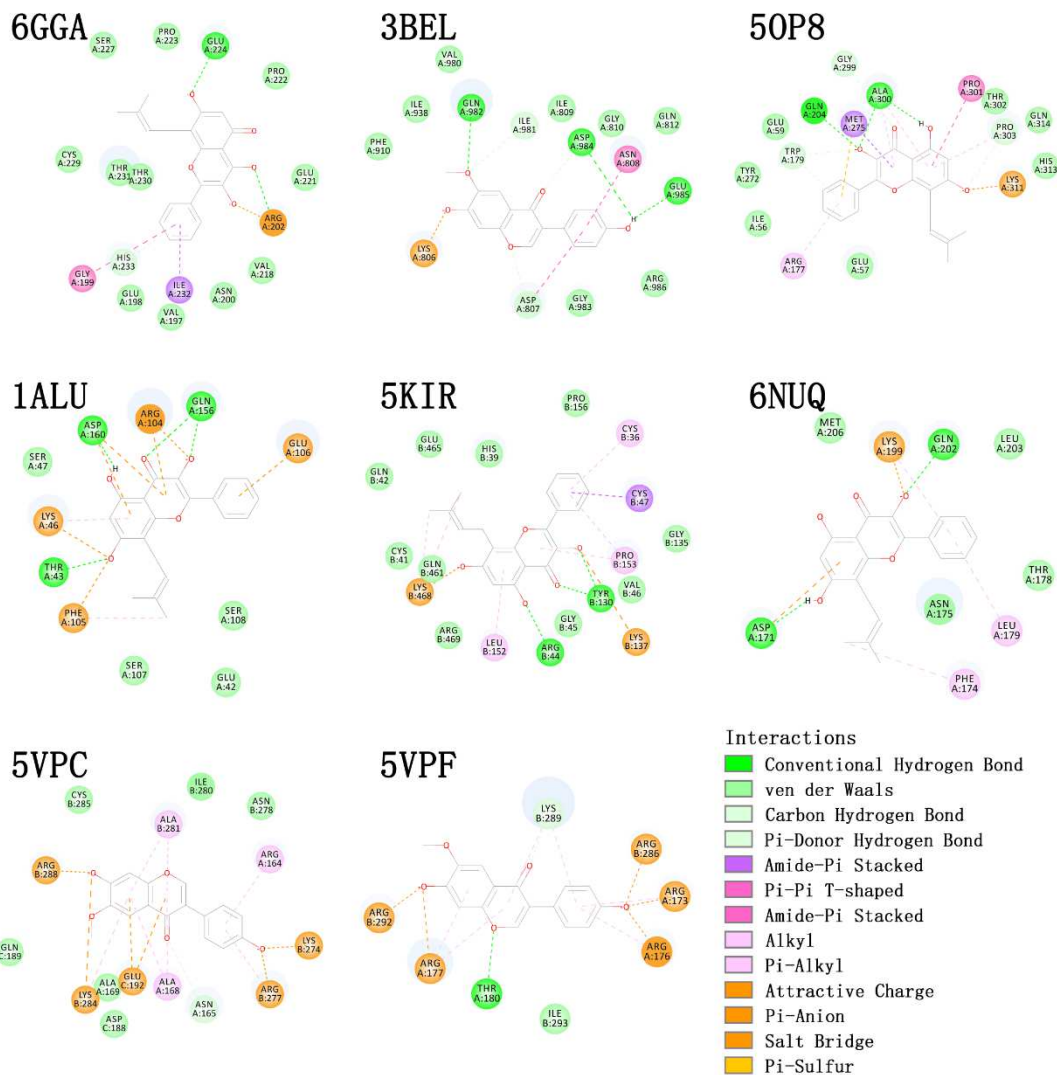 6GGA
SER
A:227
PRO
A:223
GLU
A:224
PRO
A:222
CYS
A:229
THR
A:231
THR
A:230
GLU
A:221
ARG
A:202
HIS
A:233
GLY
A:199
GLU
A:198
ILE
A:232
VAL
A:197
ASN
A:200
VAL
A:218
O
O
O
O
O
3BEL
VAL
A:980
ILE
A:938
GLN
A:982
ILE
A:981
ILE
A:809
GLY
A:810
GLN
A:812
PHE
A:910
ASP
A:984
ASN
A:808
GLU
A:985
LYS
A:806
ASP
A:807
GLY
A:983
ARG
A:986
O
O
O
O
O
H
5OP8
GLY
A:299
ALA
A:300
PRO
A:301
THR
A:302
GLN
A:204
GLU
A:59
MET
A:275
GLN
A:314
PRO
A:303
TRP
A:179
HIS
A:313
TYR
A:272
LYS
A:311
ILE
A:56
ARG
A:177
GLU
A:57
H
O
O
O
O
O
1ALU
ASP
A:160
ARG
A:104
GLN
A:156
GLU
A:106
SER
A:47
LYS
A:46
THR
A:43
PHE
A:105
SER
A:108
SER
A:107
GLU
A:42
H
O
O
O
O
O
5KIR
PRO
B:156
CYS
B:36
GLU
B:465
HIS
B:39
GLN
B:42
CYS
B:47
GLY
B:135
CYS
B:41
GLN
B:461
PRO
B:153
LYS
B:468
VAL
B:46
TYR
B:130
GLY
B:45
ARG
B:469
LEU
B:152
ARG
B:44
LYS
B:137
O
O
O
O
O
6NUQ
MET
A:206
LYS
A:199
GLN
A:202
LEU
A:203
THR
A:178
ASN
A:175
ASP
A:171
LEU
A:179
PHE
A:174
O
O
O
O
H
O
5VPC
CYS
B:285
ILE
B:280
ASN
B:278
ALA
B:281
ARG
A:164
ARG
B:288
GLN
C:189
LYS
B:274
ALA
A:169
GLU
C:192
ALA
A:168
ASN
A:165
LYS
B:284
ASP
C:188
ARG
B:277
O
O
O
O
O
5VPF
LYS
B:289
ARG
B:286
ARG
A:173
ARG
B:292
ARG
A:176
ARG
A:177
THR
A:180
ILE
B:293
O
O
O
O
O
Interactions
Conventional Hydrogen Bond
ven der Waals
Carbon Hydrogen Bond
Pi-Donor Hydrogen Bond
Amide-Pi Stacked
Pi-Pi T-shaped
Amide-Pi Stacked
Alkyl
Pi-Alkyl
Attractive Charge
Pi-Anion
Salt Bridge
Pi-Sulfur